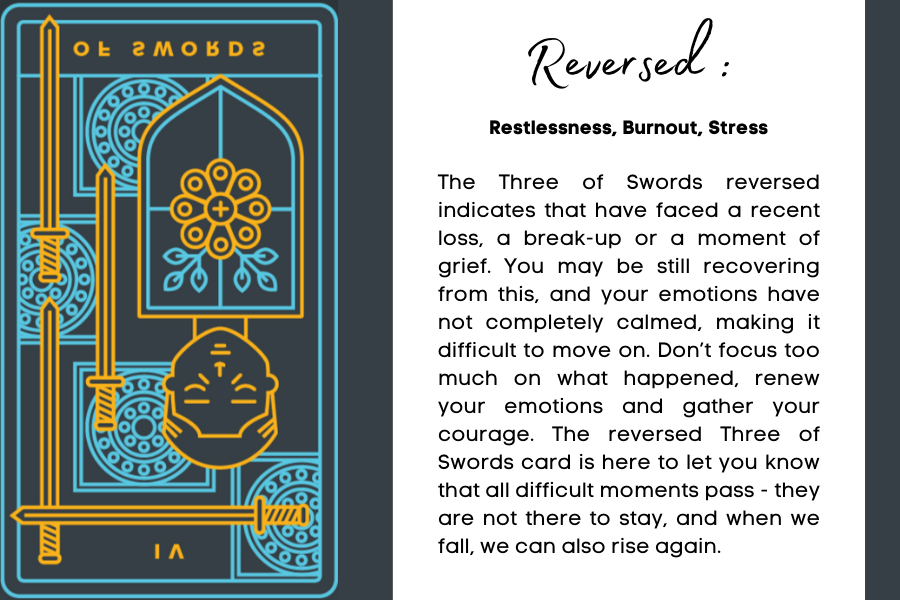 OF SWORDS
IV
Reversed :
Restlessness, Burnout, Stress
The Three of Swords reversed
indicates that have faced a recent
loss, a break-up or a moment of
grief. You may be still recovering
from this, and your emotions have
not completely calmed, making it
difficult to move on. Don’t focus too
much on what happened, renew
your emotions and gather your
courage. The reversed Three of
Swords card is here to let you know
that all difficult moments pass - they
are not there to stay, and when we
fall, we can also rise again.